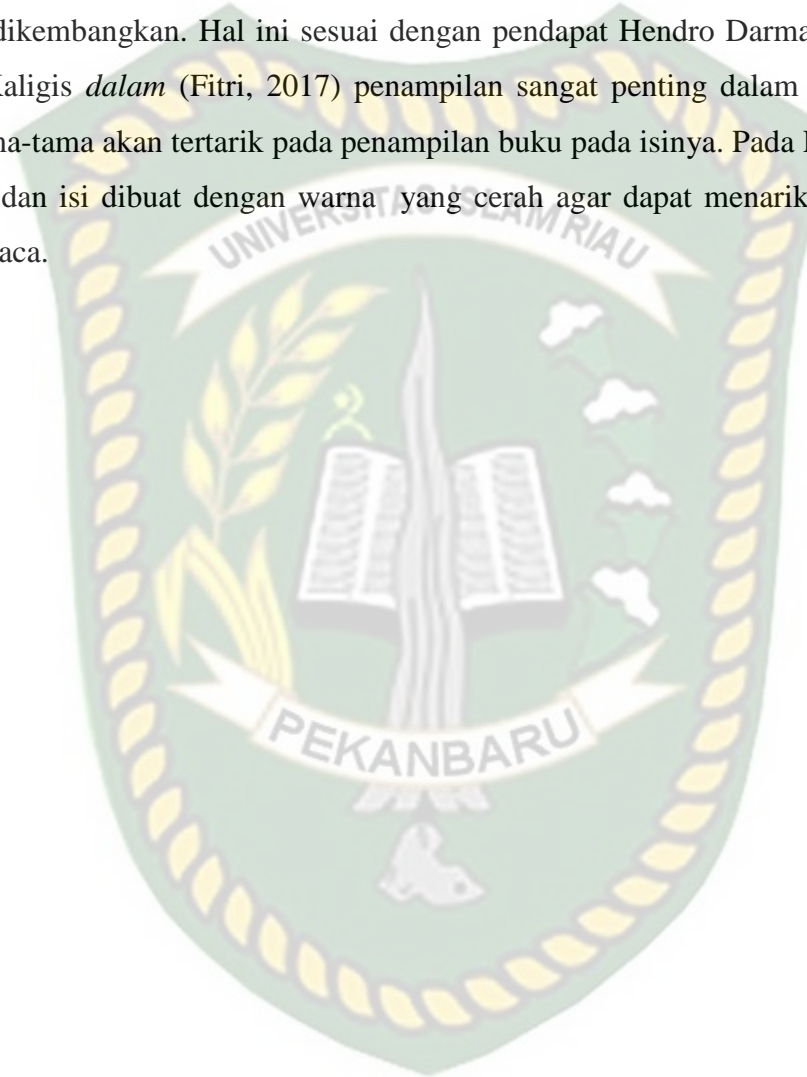 dikembangkan. Hal ini sesuai dengan pendapat Hendro Darma
Kaligis dalam (Fitri, 2017) penampilan sangat penting dalam
na-tama akan tertarik pada penampilan buku pada isinya. Pada
dan isi dibuat dengan warna yang cerah agar dapat menarik
aca.
UNIVERSITAS ISLAM RIAU
PEKANBARU